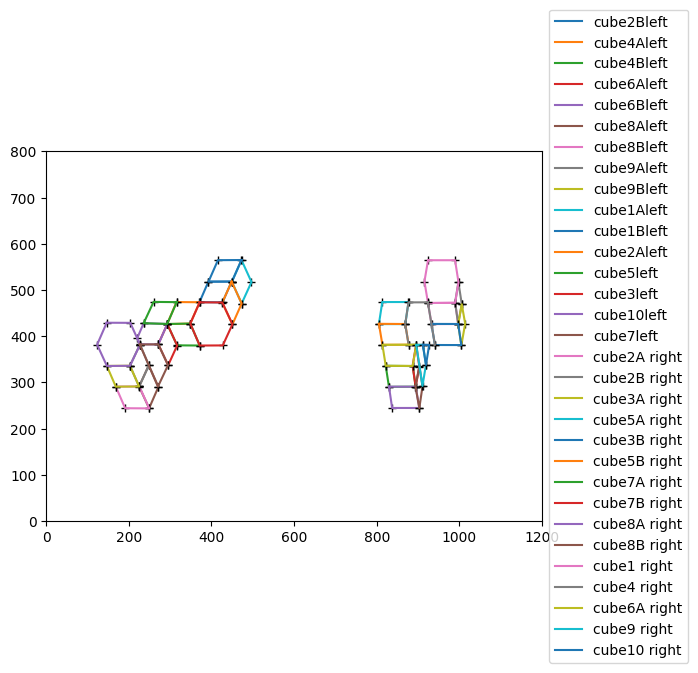 cube2Bleft
cube4Aleft
cube4Bleft
cube6Aleft
cube6Bleft
cube8Aleft
cube8Bleft
cube9Aleft
cube9Bleft
cube1Aleft
cube1Bleft
cube2Aleft
cube5left
cube3left
cube10left
cube7left
cube2A right
cube2B right
cube3A right
cube5A right
cube3B right
cube5B right
cube7A right
cube7B right
cube8A right
cube8B right
cube1 right
cube4 right
cube6A right
cube9 right
cube10 right
800
700
600
500
400
300
200
100
0
0 200 400 600 800 1000 1200